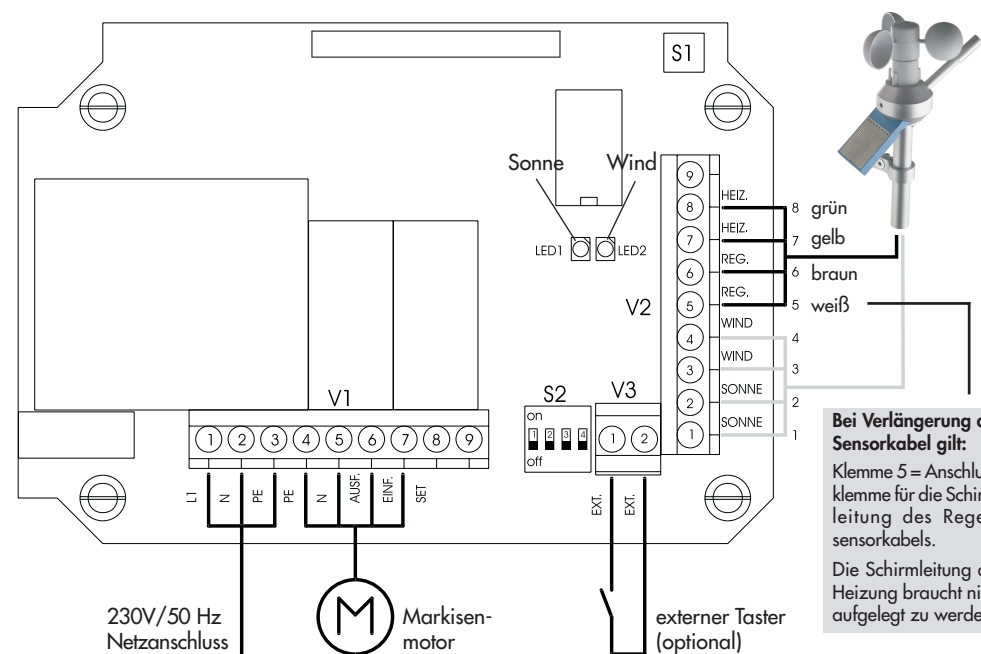 S1
Sonne Wind
LED1 LED2
9
8 HEIZ. 8 grün
7 HEIZ. 7 gelb
6 REG. 6 braun
5 REG. 5 weiß
V2
4 WIND 4
3 WIND 3
2 SONNE 2
1 SONNE 1
V1
1 2 3 4 5 6 7 8 9
L1 N PE PE N AUSF. EINF. SET
S2
on
1 2 3 4
off
V3
1 2
EXT. EXT.
230V/50 Hz
Netzanschluss
M
Markisen-
motor
externer Taster
(optional)
Bei Verlängerung
Sensorkabel gilt:
Klemme 5 = Anschlu
klemme für die Schir
leitung des Rege
sensorkabels.
Die Schirmleitung
Heizung braucht ni
aufgelegt zu werde